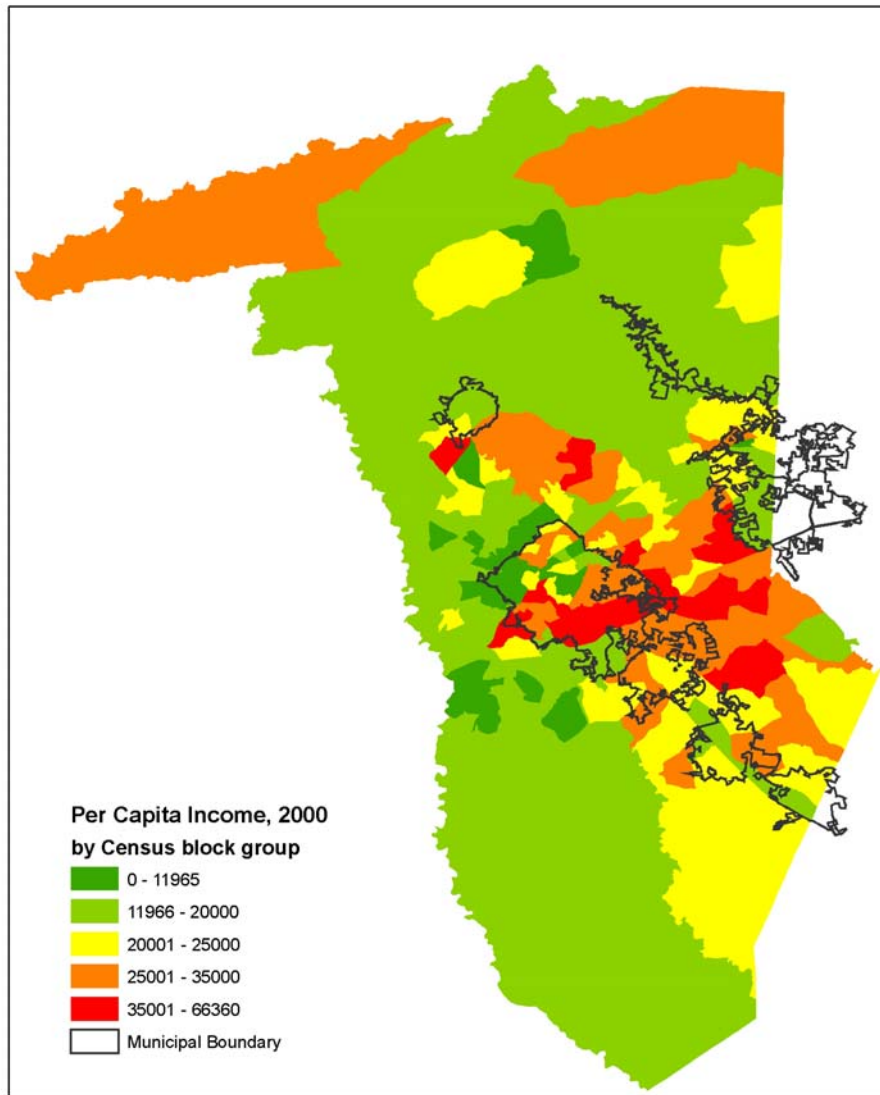 Per Capita Income, 2000
by Census block group
0 - 11965
11966 - 20000
20001 - 25000
25001 - 35000
35001 - 66360
Municipal Boundary